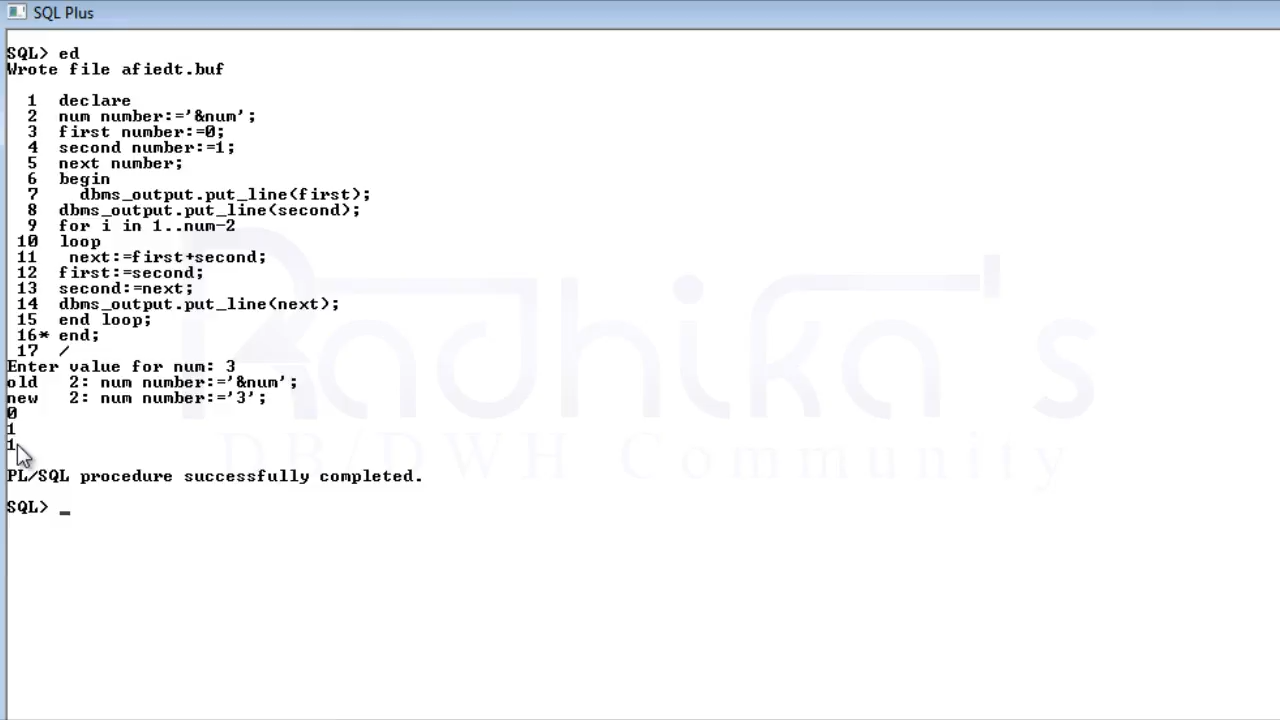 SQL Plus
SQL> ed
Wrote file afiedt.buf
1 declare
2 num number:='&num';
3 first number:=0;
4 second number:=1;
5 next number;
6 begin
7 dbms_output.put_line(first);
8 dbms_output.put_line(second);
9 for i in 1..num-2
10 loop
11 next:=first+second;
12 first:=second;
13 second:=next;
14 dbms_output.put_line(next);
15 end loop;
16* end;
17 /
Enter value for num: 3
old 2: num number:='&num';
new 2: num number:='3';
0
1
1
PL/SQL procedure successfully completed.
SQL> _
Radhika's
DB/DWH Community